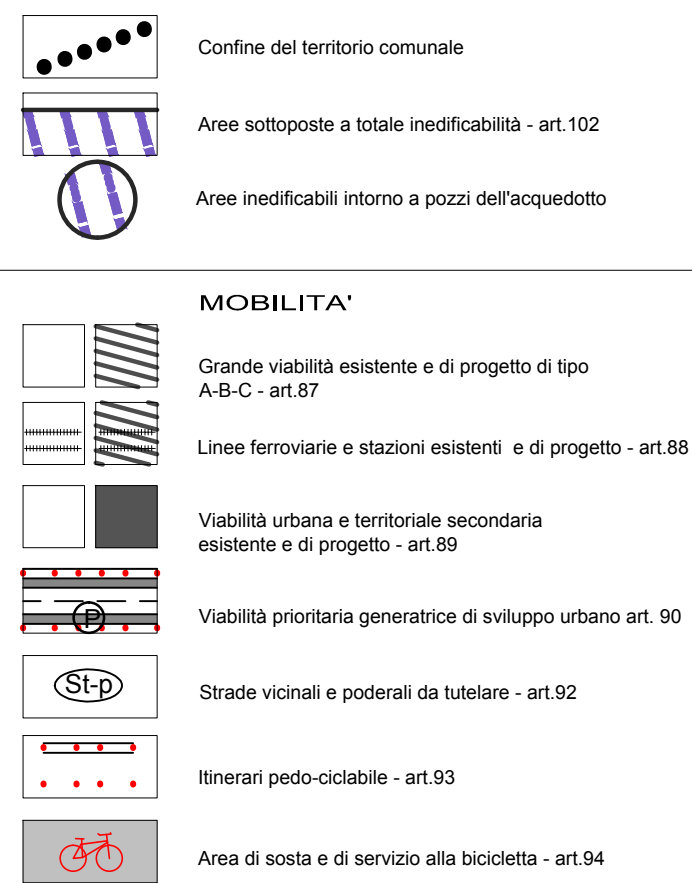 Confine del territorio comunale
Aree sottoposte a totale inedificabilità - art.102
Aree inedificabili intorno a pozzi dell'acquedotto
MOBILITA'
Grande viabilità esistente e di progetto di tipo
A-B-C - art.87
Linee ferroviarie e stazioni esistenti e di progetto - art.88
Viabilità urbana e territoriale secondaria
esistente e di progetto - art.89
P
Viabilità prioritaria generatrice di sviluppo urbano art. 90
St-p
Strade vicinali e poderali da tutelare - art.92
Itinerari pedo-ciclabile - art.93
Area di sosta e di servizio alla bicicletta - art.94